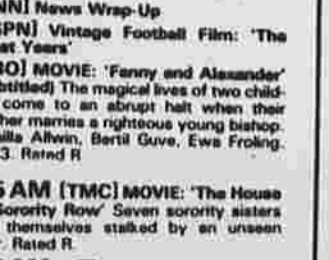 NN] News Wrap-Up
SPN] Vintage Football Film: 'The
st Years'
BO] MOVIE: 'Fanny and Alexander'
btitled) The magical lives of two child-
come to an abrupt halt when their
her marries a righteous young bishop.
illa Allwin, Bertil Guve, Ewa Froling.
3. Rated R
5 AM [TMC] MOVIE: 'The House
Sorority Row' Seven sorority sisters
themselves stalked by an unseen
r. Rated R.